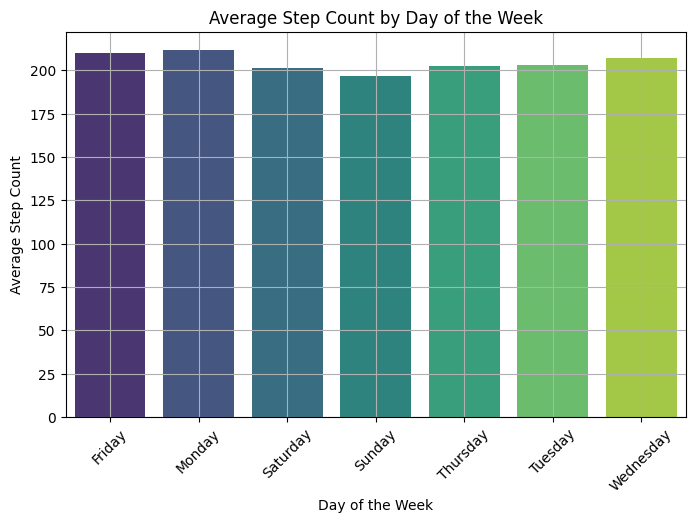 Average Step Count by Day of the Week
Average Step Count
200
175
150
125
100
75
50
25
0
Friday
Monday
Saturday
Sunday
Thursday
Tuesday
Wednesday
Day of the Week